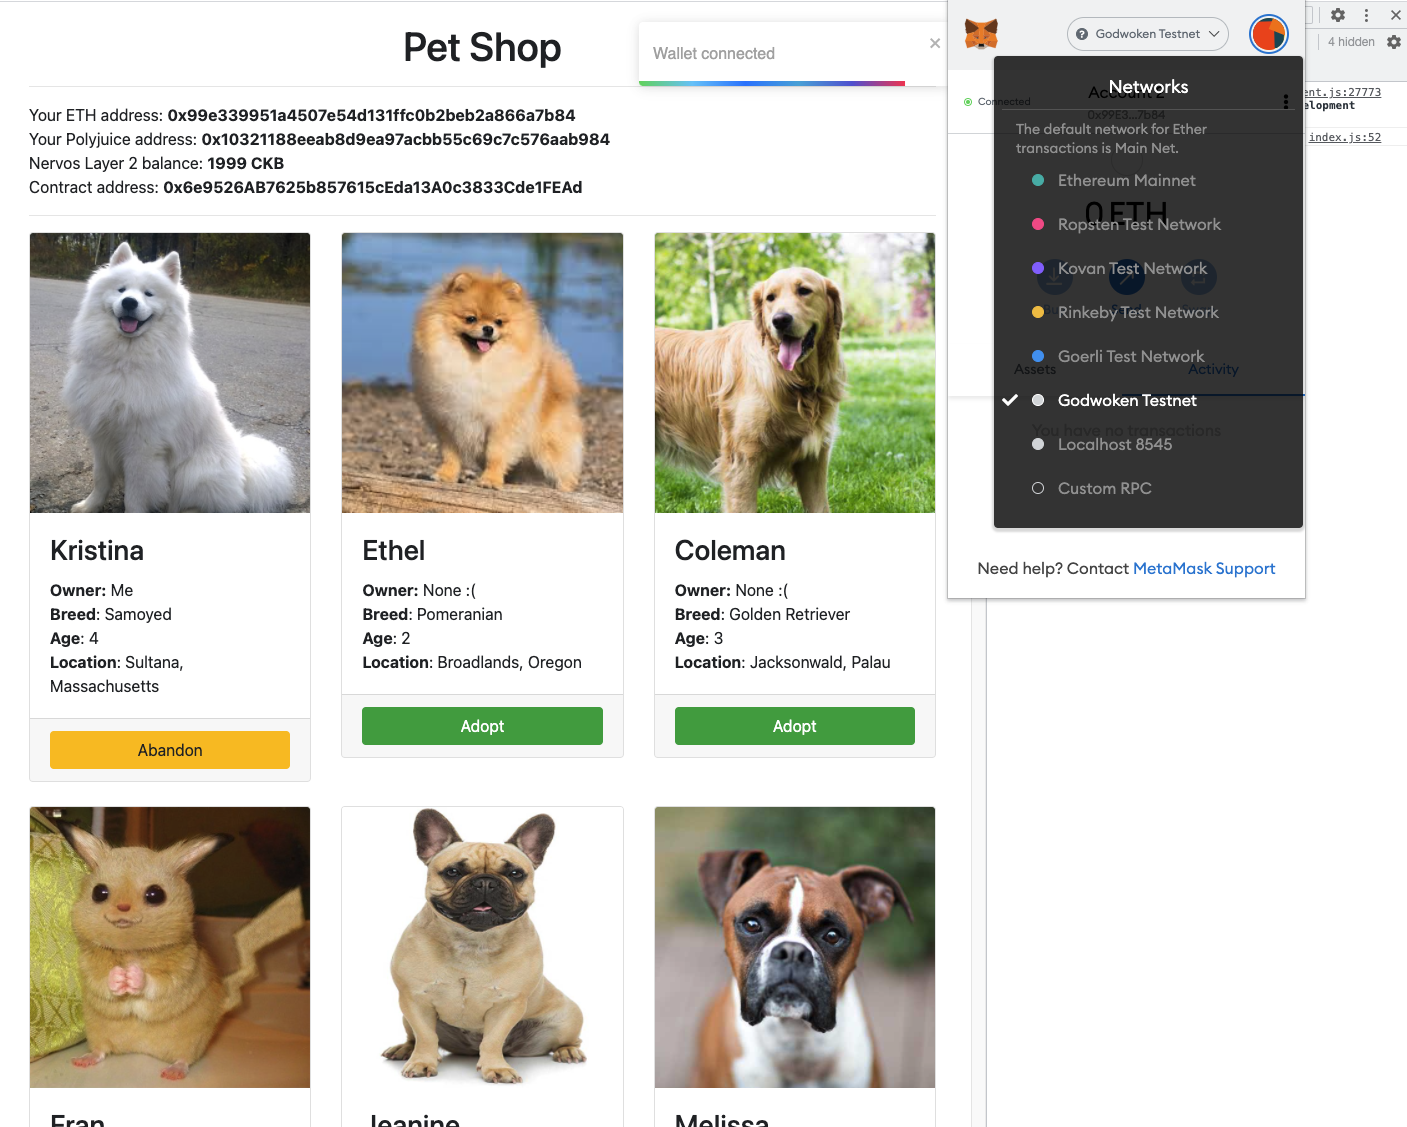 Pet Shop
Wallet connected
Your ETH address: 0x99e339951a4507e54d131ffc0b2beb2a866a7b84
Your Polyjuice address: 0x10321188eeab8d9ea97acbb55c69c7c576aab984
Nervos Layer 2 balance: 1999 CKB
Contract address: 0x6e9526AB7625b857615cEda13A0c3833Cde1FEAd
Kristina
Owner: Me
Breed: Samoyed
Age: 4
Location: Sultana,
Massachusetts
Abandon
Ethel
Owner: None :(
Breed: Pomeranian
Age: 2
Location: Broadlands, Oregon
Adopt
Coleman
Owner: None :(
Breed: Golden Retriever
Age: 3
Location: Jacksonwald, Palau
Adopt
Fran
Jeanine
Melissa
Godwoken Testnet
Connected
Account 2
0x99E3...7b84
Networks
The default network for Ether
transactions is Main Net.
Ethereum Mainnet
0 ETH
Ropsten Test Network
Kovan Test Network
Rinkeby Test Network
Goerli Test Network
Assets
Activity
Godwoken Testnet
You have no transactions
Localhost 8545
Custom RPC
Need help? Contact MetaMask Support
4 hidden
ent.js:27773
elopment
index.js:52